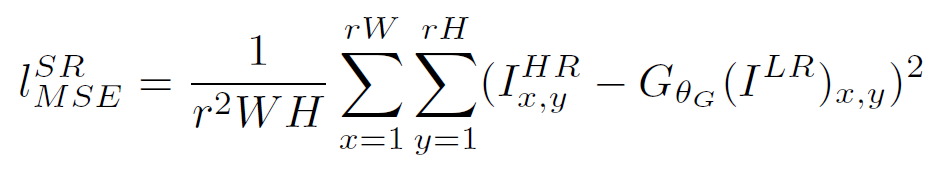 l^{SR}_{MSE} = \frac{1}{r^2WH} \sum_{x=1}^{rW} \sum_{y=1}^{rH} (I^{HR}_{x,y} - G_{\theta_G}(I^{LR})_{x,y})^2